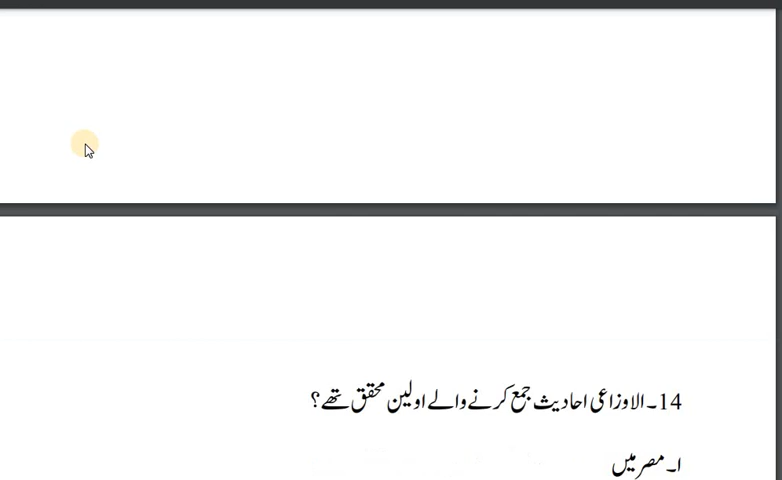 14۔ الاوزاعی احادیث جمع کرنے والے اولین محقق تھے؟
ا۔ مصر میں